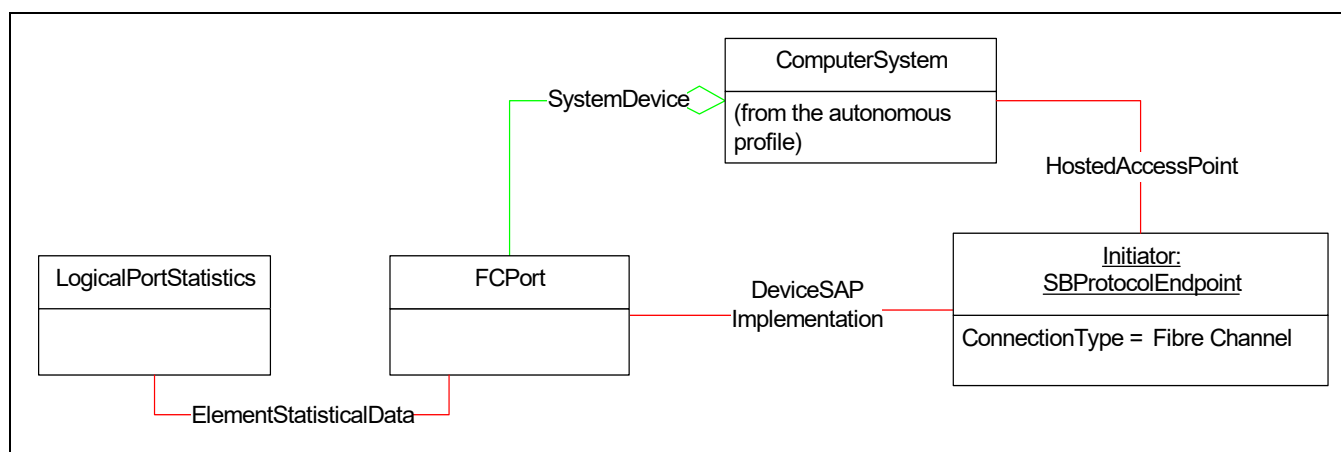 ComputerSystem
SystemDevice
(from the autonomous
profile)
HostedAccessPoint
LogicalPortStatistics
FCPort
DeviceSAP
Implementation
Initiator:
SBProtocolEndpoint
ConnectionType = Fibre Channel
ElementStatisticalData